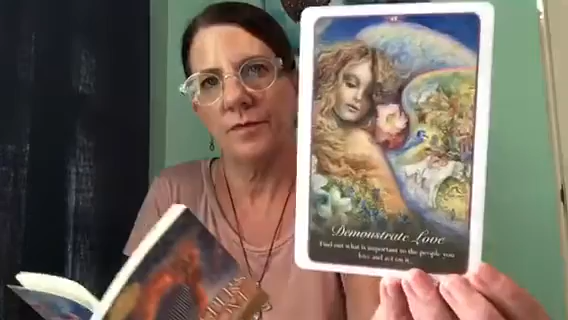 Demonstrate Love
Find out what is important to the people you
love and act on it.